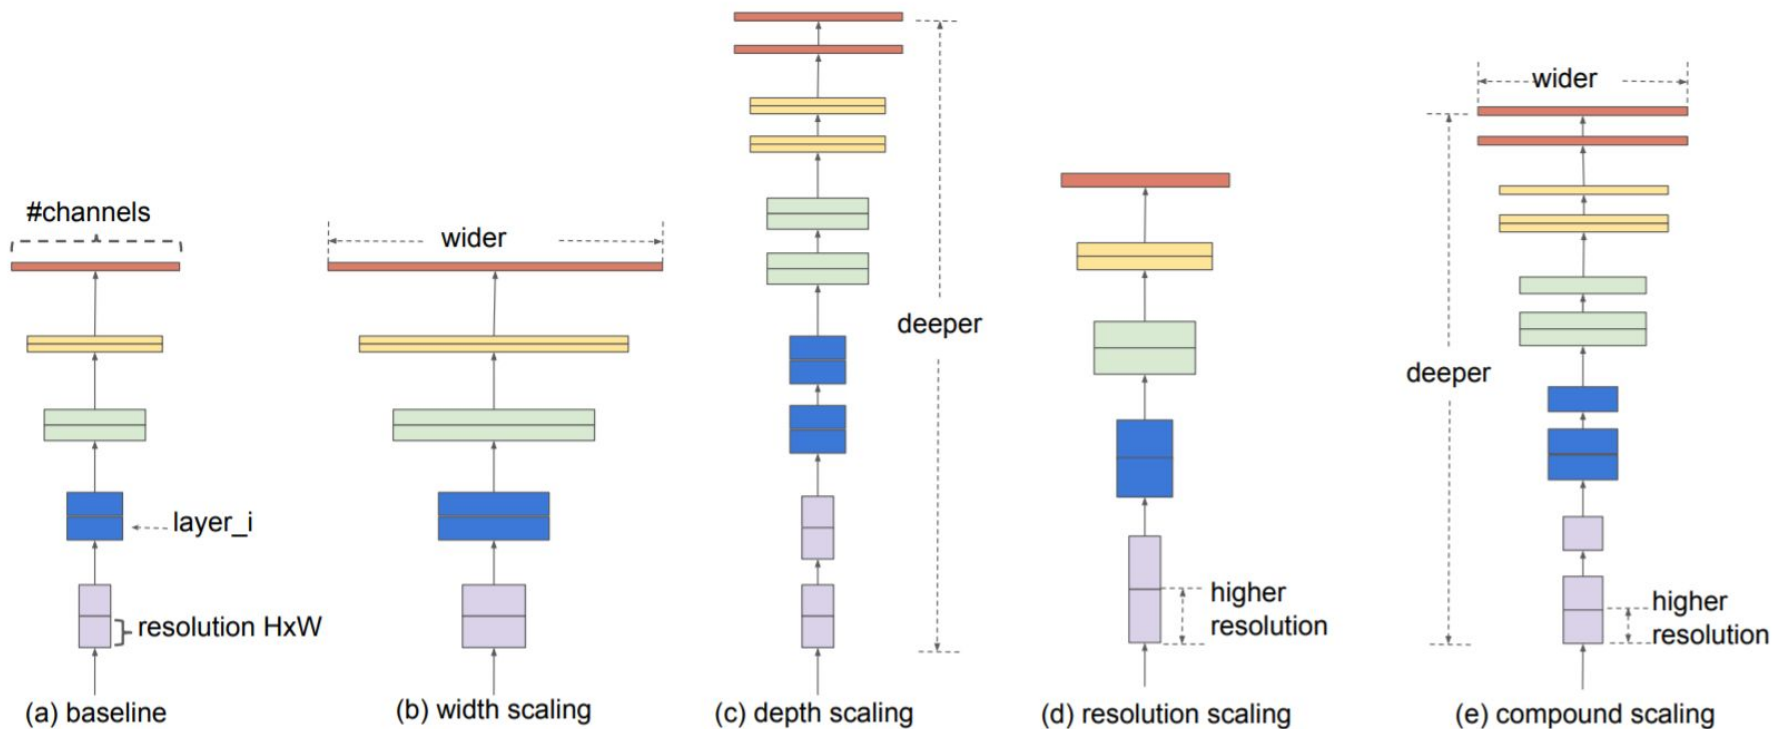 #channels
layer_i
resolution HxW
(a) baseline
wider
(b) width scaling
deeper
(c) depth scaling
higher
resolution
(d) resolution scaling
wider
deeper
higher
resolution
(e) compound scaling